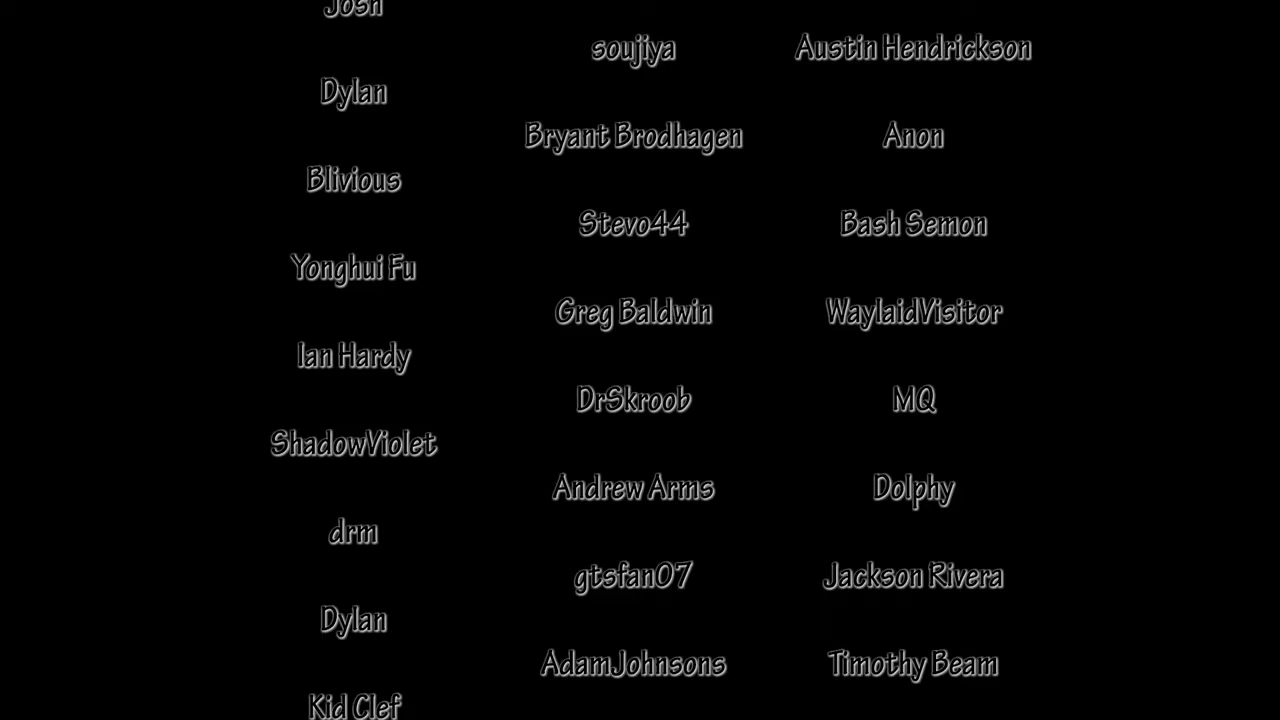 Josh
Dylan
Blivious
Yonghui Fu
Ian Hardy
ShadowViolet
drm
Dylan
Kid Clef
soujiya
Bryant Brodhagen
Stevo44
Greg Baldwin
DrSkroob
Andrew Arms
gtsfan07
AdamJohnsons
Austin Hendrickson
Anon
Bash Semon
WaylaidVisitor
MQ
Dolphy
Jackson Rivera
Timothy Beam